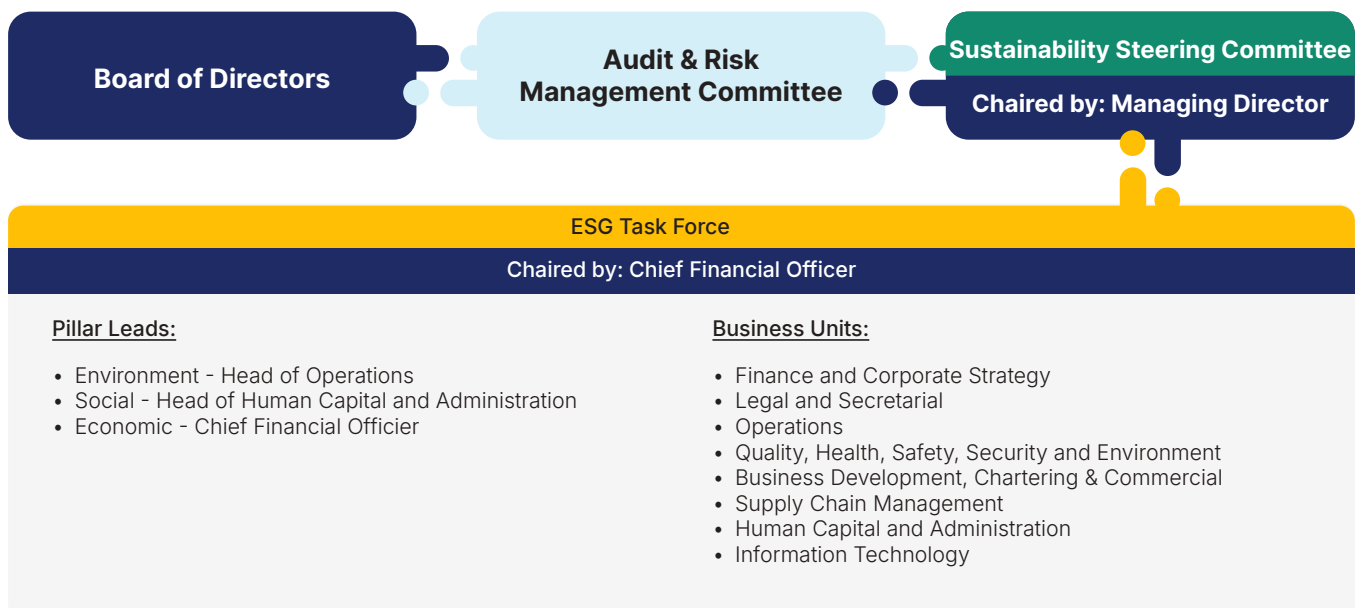 Board of Directors
Audit & Risk
Management Committee
Sustainability Steering Committee
Chaired by: Managing Director
ESG Task Force
Chaired by: Chief Financial Officer
Pillar Leads:
• Environment - Head of Operations
• Social - Head of Human Capital and Administration
• Economic - Chief Financial Officier
Business Units:
• Finance and Corporate Strategy
• Legal and Secretarial
• Operations
• Quality, Health, Safety, Security and Environment
• Business Development, Chartering & Commercial
• Supply Chain Management
• Human Capital and Administration
• Information Technology